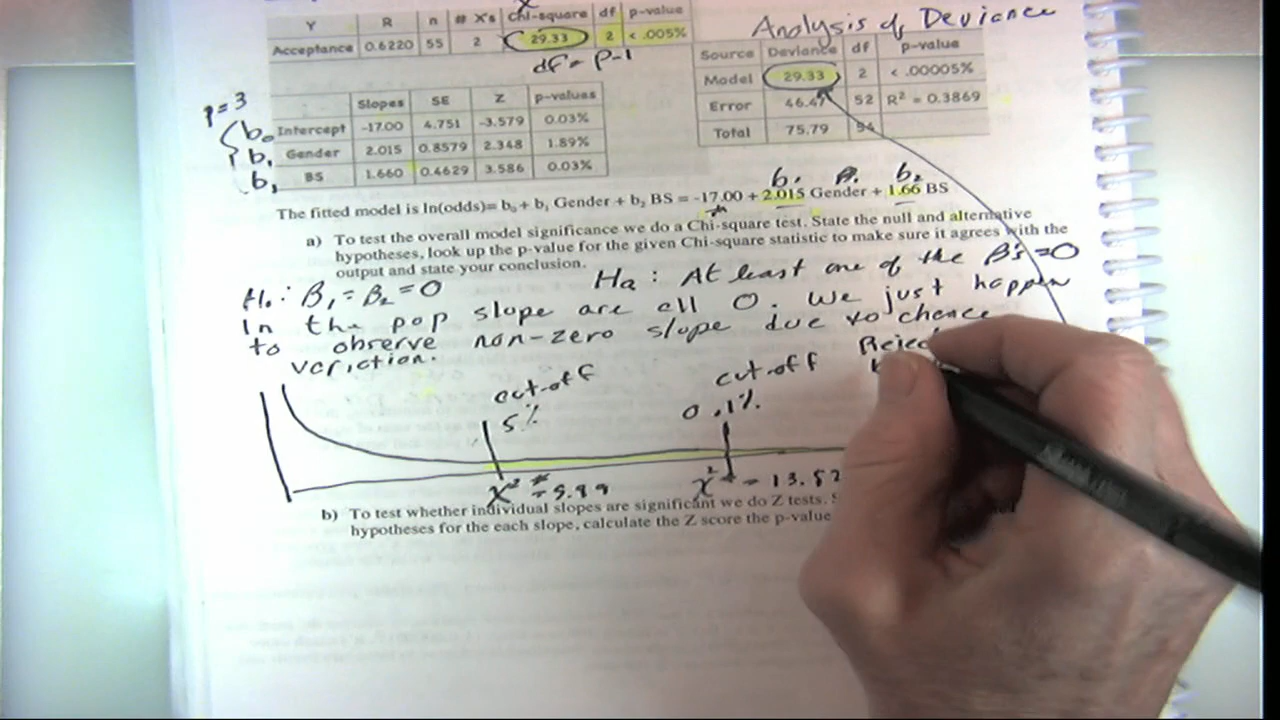 Analysis of Deviance
Y R n # X's Chi-square df p-value
Acceptance 0.6220 55 2 29.33 2 < .005%
df = P-1
Source Deviance df p-value
Model 29.33 2 < .00005%
Error 46.47 52 R² = 0.3869
Total 75.79 54
P=3
Slopes SE Z p-values
b₀ Intercept -17.00 4.751 -3.579 0.03%
b₁ Gender 2.015 0.8579 2.348 1.89%
BS 1.660 0.4629 3.586 0.03%
b₁ b₂
The fitted model is ln(odds)= b₀ + b₁ Gender + b₂ BS = -17.00 + 2.015 Gender + 1.66 BS
a) To test the overall model significance we do a Chi-square test. State the null and alternative
hypotheses, look up the p-value for the given Chi-square statistic to make sure it agrees with the
output and state your conclusion.
Ha : At least one of the B's = 0
H₀ : B₁ = B₂ = 0
In the pop slope are all 0. We just happen
to observe non-zero slope due to chance
variction.
cut-off cut-off
5% 0.1%
X² = 5.99 X² = 13.82
b) To test whether individual slopes are significant we do Z tests.
hypotheses for the each slope, calculate the Z score the p-value